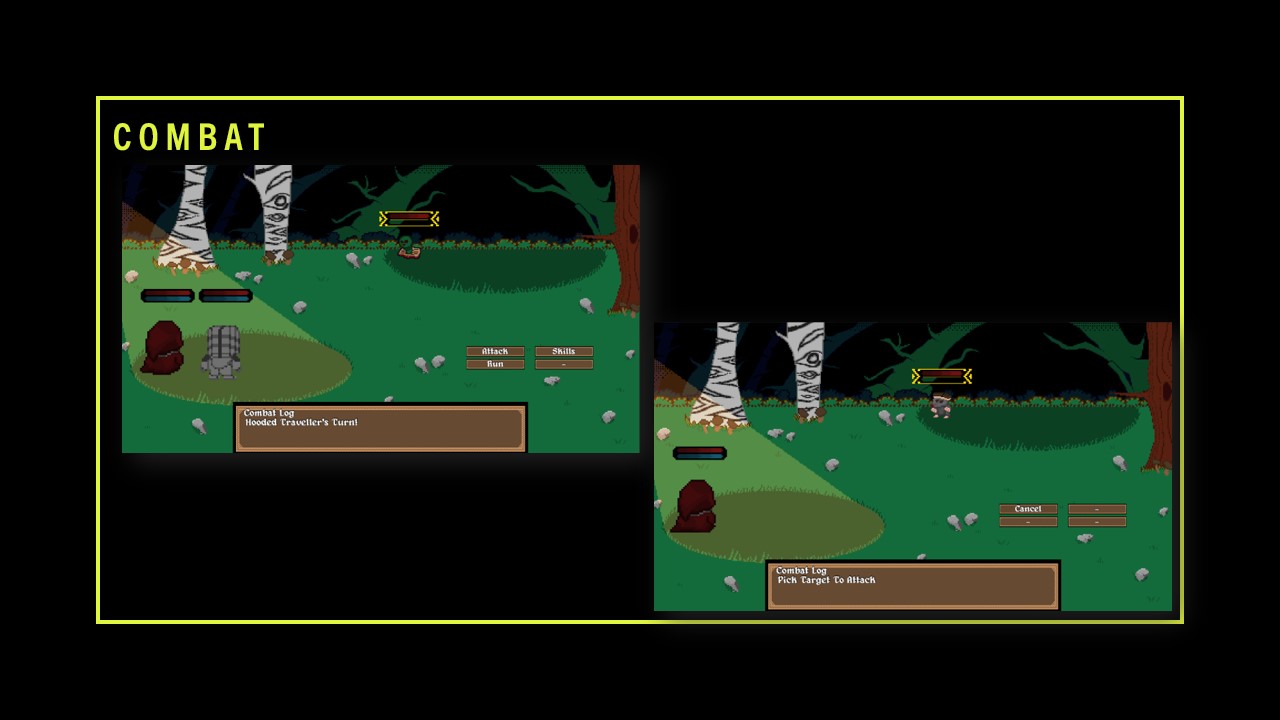 COMBAT
Attack Skills
Run -
Combat Log
Hooded Traveller's Turn!
Cancel -
- -
Combat Log
Pick Target To Attack